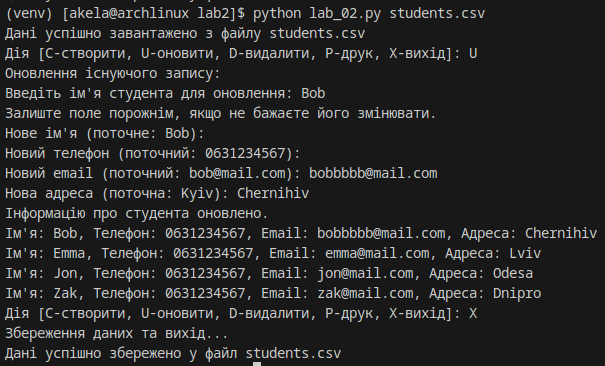 (venv) [akela@archlinux lab2]$ python lab_02.py students.csv
Дані успішно завантажено з файлу students.csv
Дія [C-створити, U-оновити, D-видалити, P-друк, X-вихід]: U
Оновлення існуючого запису:
Введіть ім'я студента для оновлення: Bob
Залиште поле порожнім, якщо не бажаєте його змінювати.
Нове ім'я (поточне: Bob):
Новий телефон (поточний: 0631234567):
Новий email (поточний: bob@mail.com): bobbbbb@mail.com
Нова адреса (поточна: Kyiv): Chernihiv
Інформацію про студента оновлено.
Ім'я: Bob, Телефон: 0631234567, Email: bobbbbb@mail.com, Адреса: Chernihiv
Ім'я: Emma, Телефон: 0631234567, Email: emma@mail.com, Адреса: Lviv
Ім'я: Jon, Телефон: 0631234567, Email: jon@mail.com, Адреса: Odesa
Ім'я: Zak, Телефон: 0631234567, Email: zak@mail.com, Адреса: Dnipro
Дія [C-створити, U-оновити, D-видалити, P-друк, X-вихід]: X
Збереження даних та вихід...
Дані успішно збережено у файл students.csv